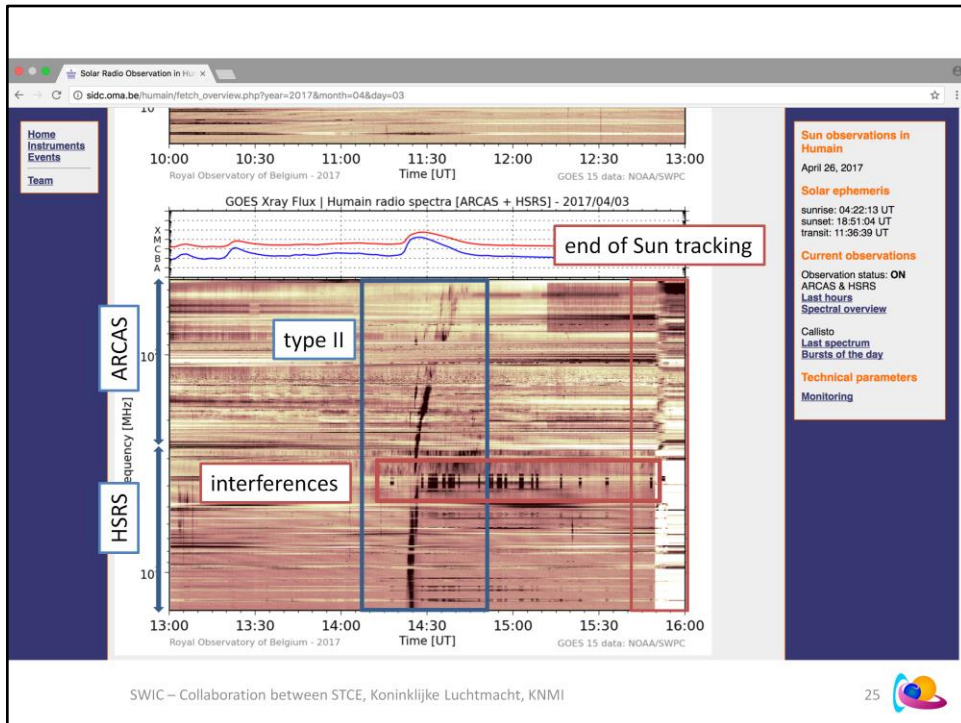 Solar Radio Observation in Hu
sidc.oma.be/humain/fetch_overview.php?year=2017&month=04&day=03
Home
Instruments
Events
Team
10:00 10:30 11:00 11:30 12:00 12:30 13:00
Royal Observatory of Belgium - 2017 Time [UT] GOES 15 data: NOAA/SWPC
GOES Xray Flux | Humain radio spectra [ARCAS + HSRS] - 2017/04/03
X
M
C
B
A
end of Sun tracking
ARCAS
type II
equency [MHz]
interferences
HSRS
13:00 13:30 14:00 14:30 15:00 15:30 16:00
Royal Observatory of Belgium - 2017 Time [UT] GOES 15 data: NOAA/SWPC
Sun observations in
Humain
April 26, 2017
Solar ephemeris
sunrise: 04:22:13 UT
sunset: 18:51:04 UT
transit: 11:36:39 UT
Current observations
Observation status: ON
ARCAS & HSRS
Last hours
Spectral overview
Callisto
Last spectrum
Bursts of the day
Technical parameters
Monitoring
SWIC – Collaboration between STCE, Koninklijke Luchtmacht, KNMI
25